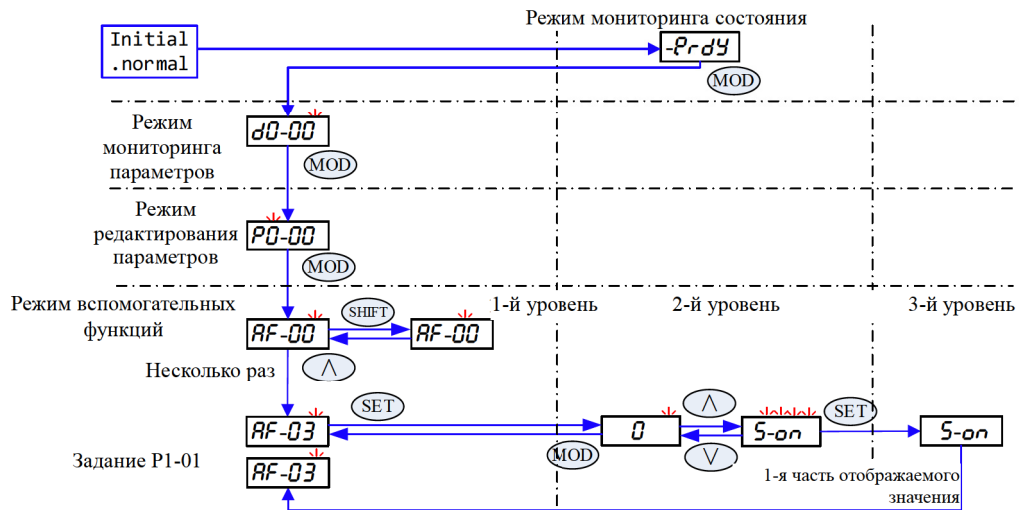 Режим мониторинга состояния
Initial
.normal
-Prdy
MOD
Режим
мониторинга
параметров
d0-00
MOD
Режим
редактирования
параметров
P0-00
MOD
Режим вспомогательных
функций
1-й уровень
2-й уровень
3-й уровень
AF-00
SHIFT
AF-00
Несколько раз
AF-03
SET
MOD
0
S-on
SET
S-on
Задание P1-01
AF-03
1-я часть отображаемого
значения